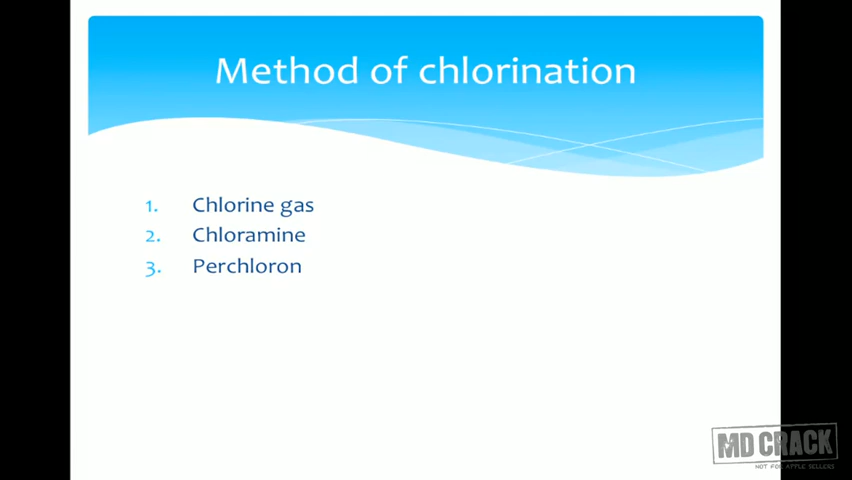 Method of chlorination
1. Chlorine gas
2. Chloramine
3. Perchloron
MD CRACK
NOT FOR APPLE SELLERS